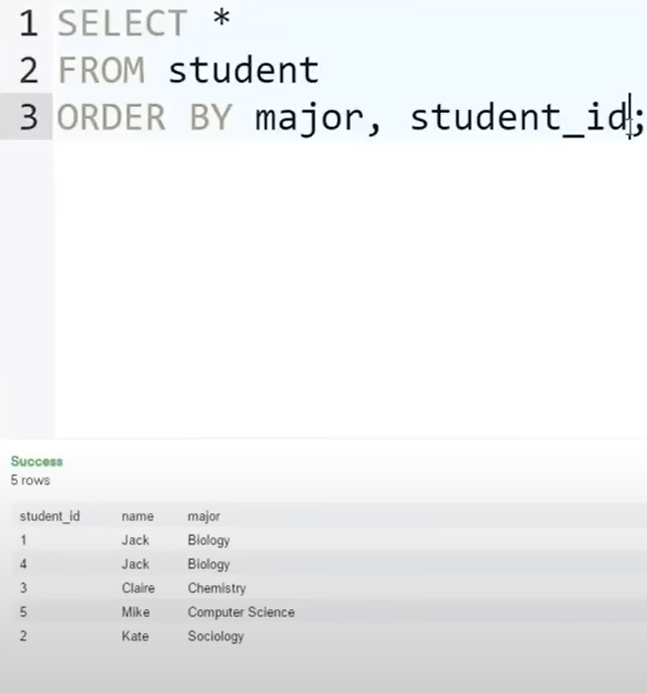 1 SELECT *
2 FROM student
3 ORDER BY major, student_id;
Success
5 rows
student_id name major
1 Jack Biology
4 Jack Biology
3 Claire Chemistry
5 Mike Computer Science
2 Kate Sociology